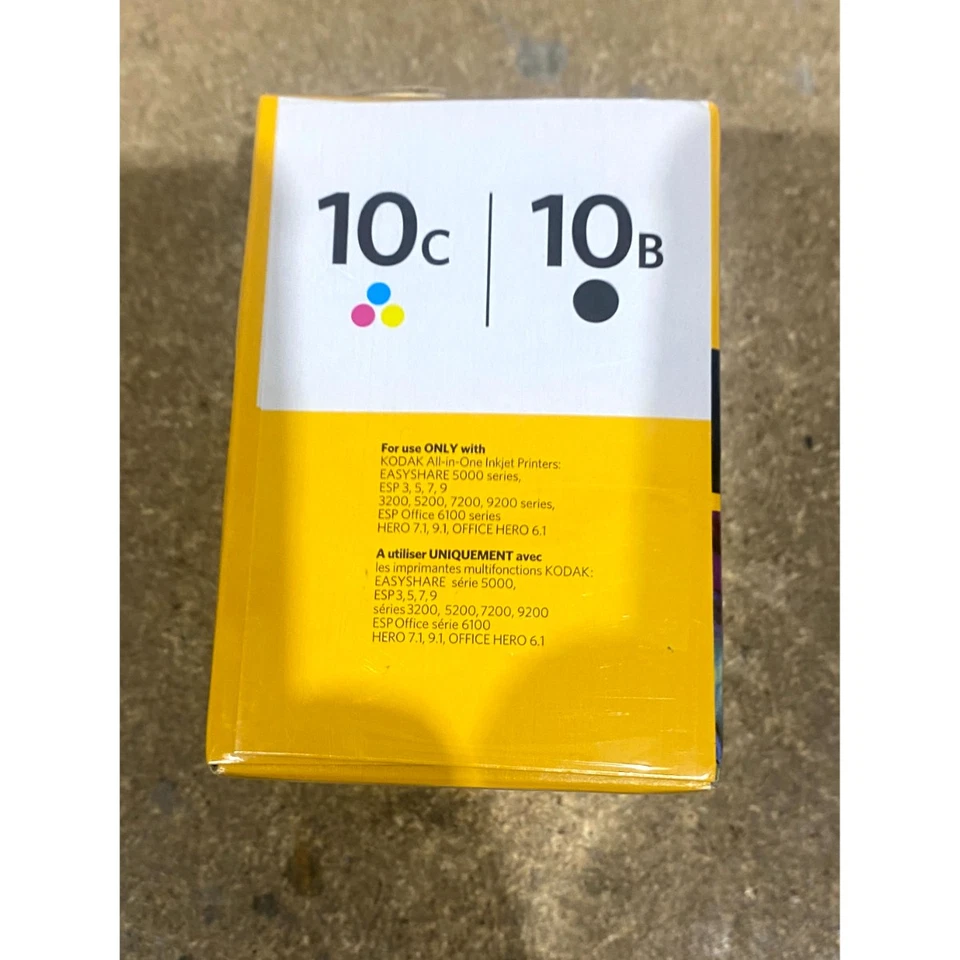 10C | 10B
For use ONLY with
KODAK All-in-One Inkjet Printers:
EASYSHARE 5000 series,
ESP 3, 5, 7, 9
3200, 5200, 7200, 9200 series,
ESP Office 6100 series
HERO 7.1, 9.1, OFFICE HERO 6.1
A utiliser UNIQUEMENT avec
les imprimantes multifonctions KODAK:
EASYSHARE série 5000,
ESP 3, 5, 7, 9
séries 3200, 5200, 7200, 9200
ESP Office série 6100
HERO 7.1, 9.1, OFFICE HERO 6.1